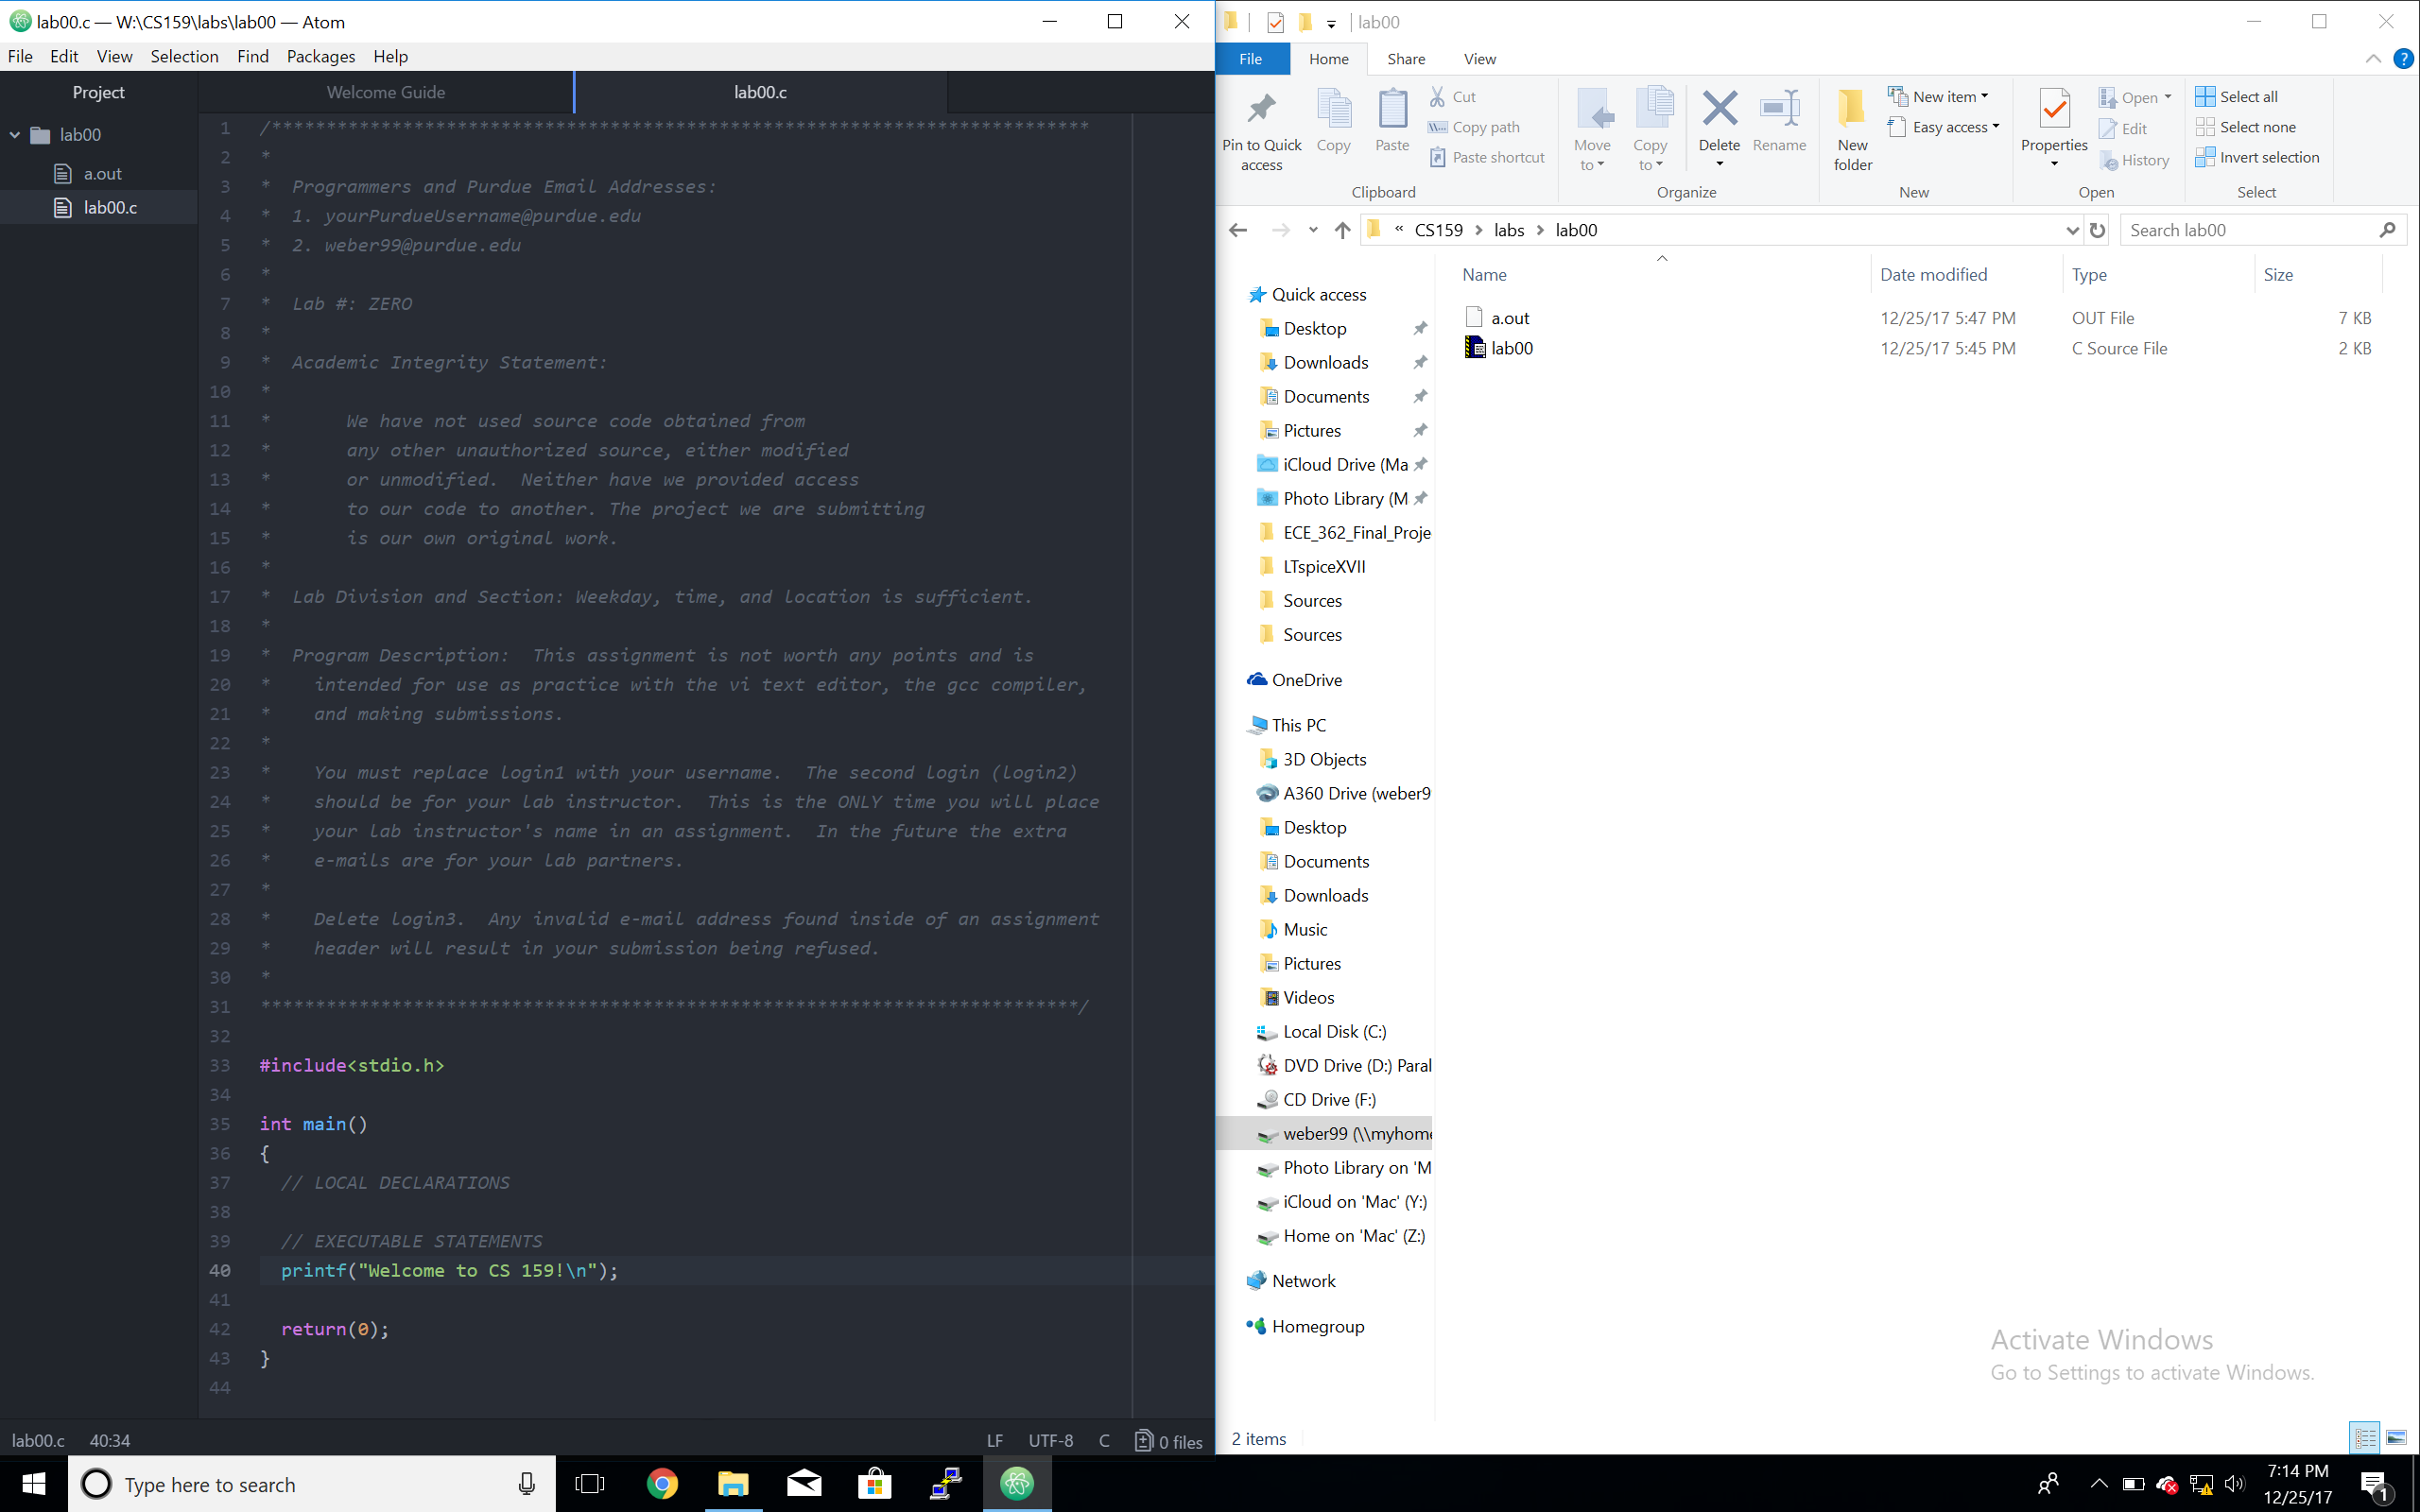 lab00.c — W:\CS159\labs\lab00 — Atom
File Edit View Selection Find Packages Help
Project
lab00
a.out
lab00.c
Welcome Guide
lab00.c
1 /***************************************************************************
2 *
3 *  Programmers and Purdue Email Addresses:
4 *  1. yourPurdueUsername@purdue.edu
5 *  2. weber99@purdue.edu
6 *
7 *  Lab #: ZERO
8 *
9 *  Academic Integrity Statement:
10 *
11 *       We have not used source code obtained from
12 *       any other unauthorized source, either modified
13 *       or unmodified.  Neither have we provided access
14 *       to our code to another. The project we are submitting
15 *       is our own original work.
16 *
17 *  Lab Division and Section: Weekday, time, and location is sufficient.
18 *
19 *  Program Description:  This assignment is not worth any points and is
20 *    intended for use as practice with the vi text editor, the gcc compiler,
21 *    and making submissions.
22 *
23 *    You must replace login1 with your username.  The second login (login2)
24 *    should be for your lab instructor.  This is the ONLY time you will place
25 *    your lab instructor's name in an assignment.  In the future the extra
26 *    e-mails are for your lab partners.
27 *
28 *    Delete login3.  Any invalid e-mail address found inside of an assignment
29 *    header will result in your submission being refused.
30 *
31 ***************************************************************************/
32
33 #include<stdio.h>
34
35 int main()
36 {
37   // LOCAL DECLARATIONS
38
39   // EXECUTABLE STATEMENTS
40   printf("Welcome to CS 159!\n");
41
42   return(0);
43 }
44
lab00.c 40:34
LF UTF-8 C 0 files
lab00
File Home Share View
Pin to Quick access
Copy
Paste
Cut
Copy path
Paste shortcut
Clipboard
Move to
Copy to
Delete
Rename
Organize
New folder
New item
Easy access
New
Properties
Open
Edit
History
Open
Select all
Select none
Invert selection
Select
« CS159 > labs > lab00
Search lab00
Name Date modified Type Size
a.out 12/25/17 5:47 PM OUT File 7 KB
lab00 12/25/17 5:45 PM C Source File 2 KB
Quick access
Desktop
Downloads
Documents
Pictures
iCloud Drive (Ma
Photo Library (M
ECE_362_Final_Proje
LTspiceXVII
Sources
Sources
OneDrive
This PC
3D Objects
A360 Drive (weber9
Desktop
Documents
Downloads
Music
Pictures
Videos
Local Disk (C:)
DVD Drive (D:) Paral
CD Drive (F:)
weber99 (\\myhome
Photo Library on 'M
iCloud on 'Mac' (Y:)
Home on 'Mac' (Z:)
Network
Homegroup
Activate Windows
Go to Settings to activate Windows.
2 items
Type here to search
7:14 PM
12/25/17
1